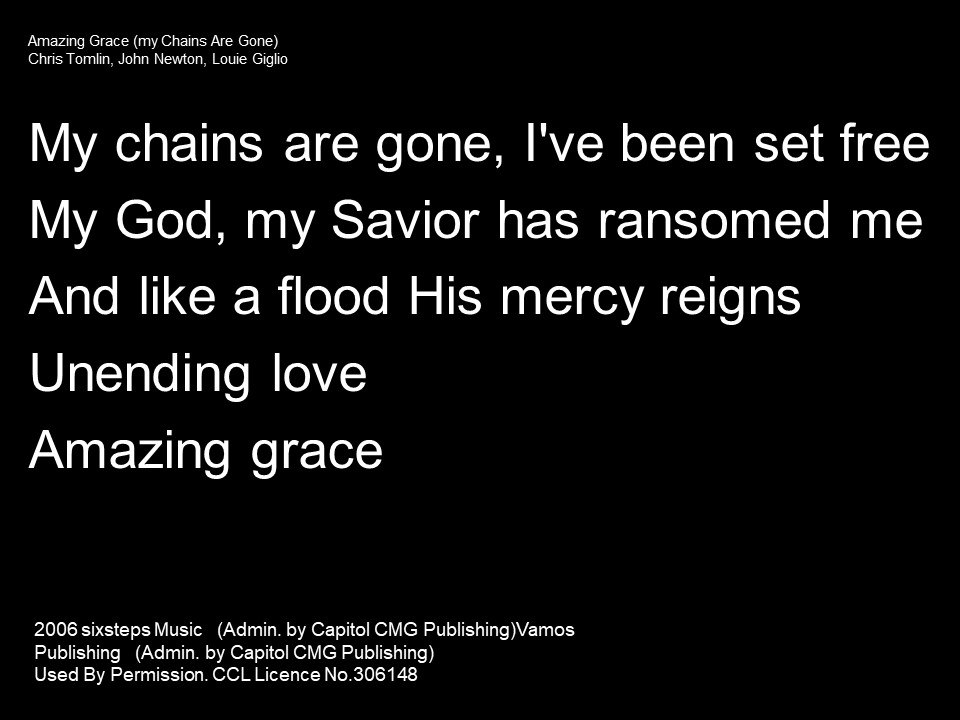 Amazing Grace (my Chains Are Gone)
Chris Tomlin, John Newton, Louie Giglio
My chains are gone, I've been set free
My God, my Savior has ransomed me
And like a flood His mercy reigns
Unending love
Amazing grace
2006 sixsteps Music (Admin. by Capitol CMG Publishing)Vamos
Publishing (Admin. by Capitol CMG Publishing)
Used By Permission. CCL Licence No.306148